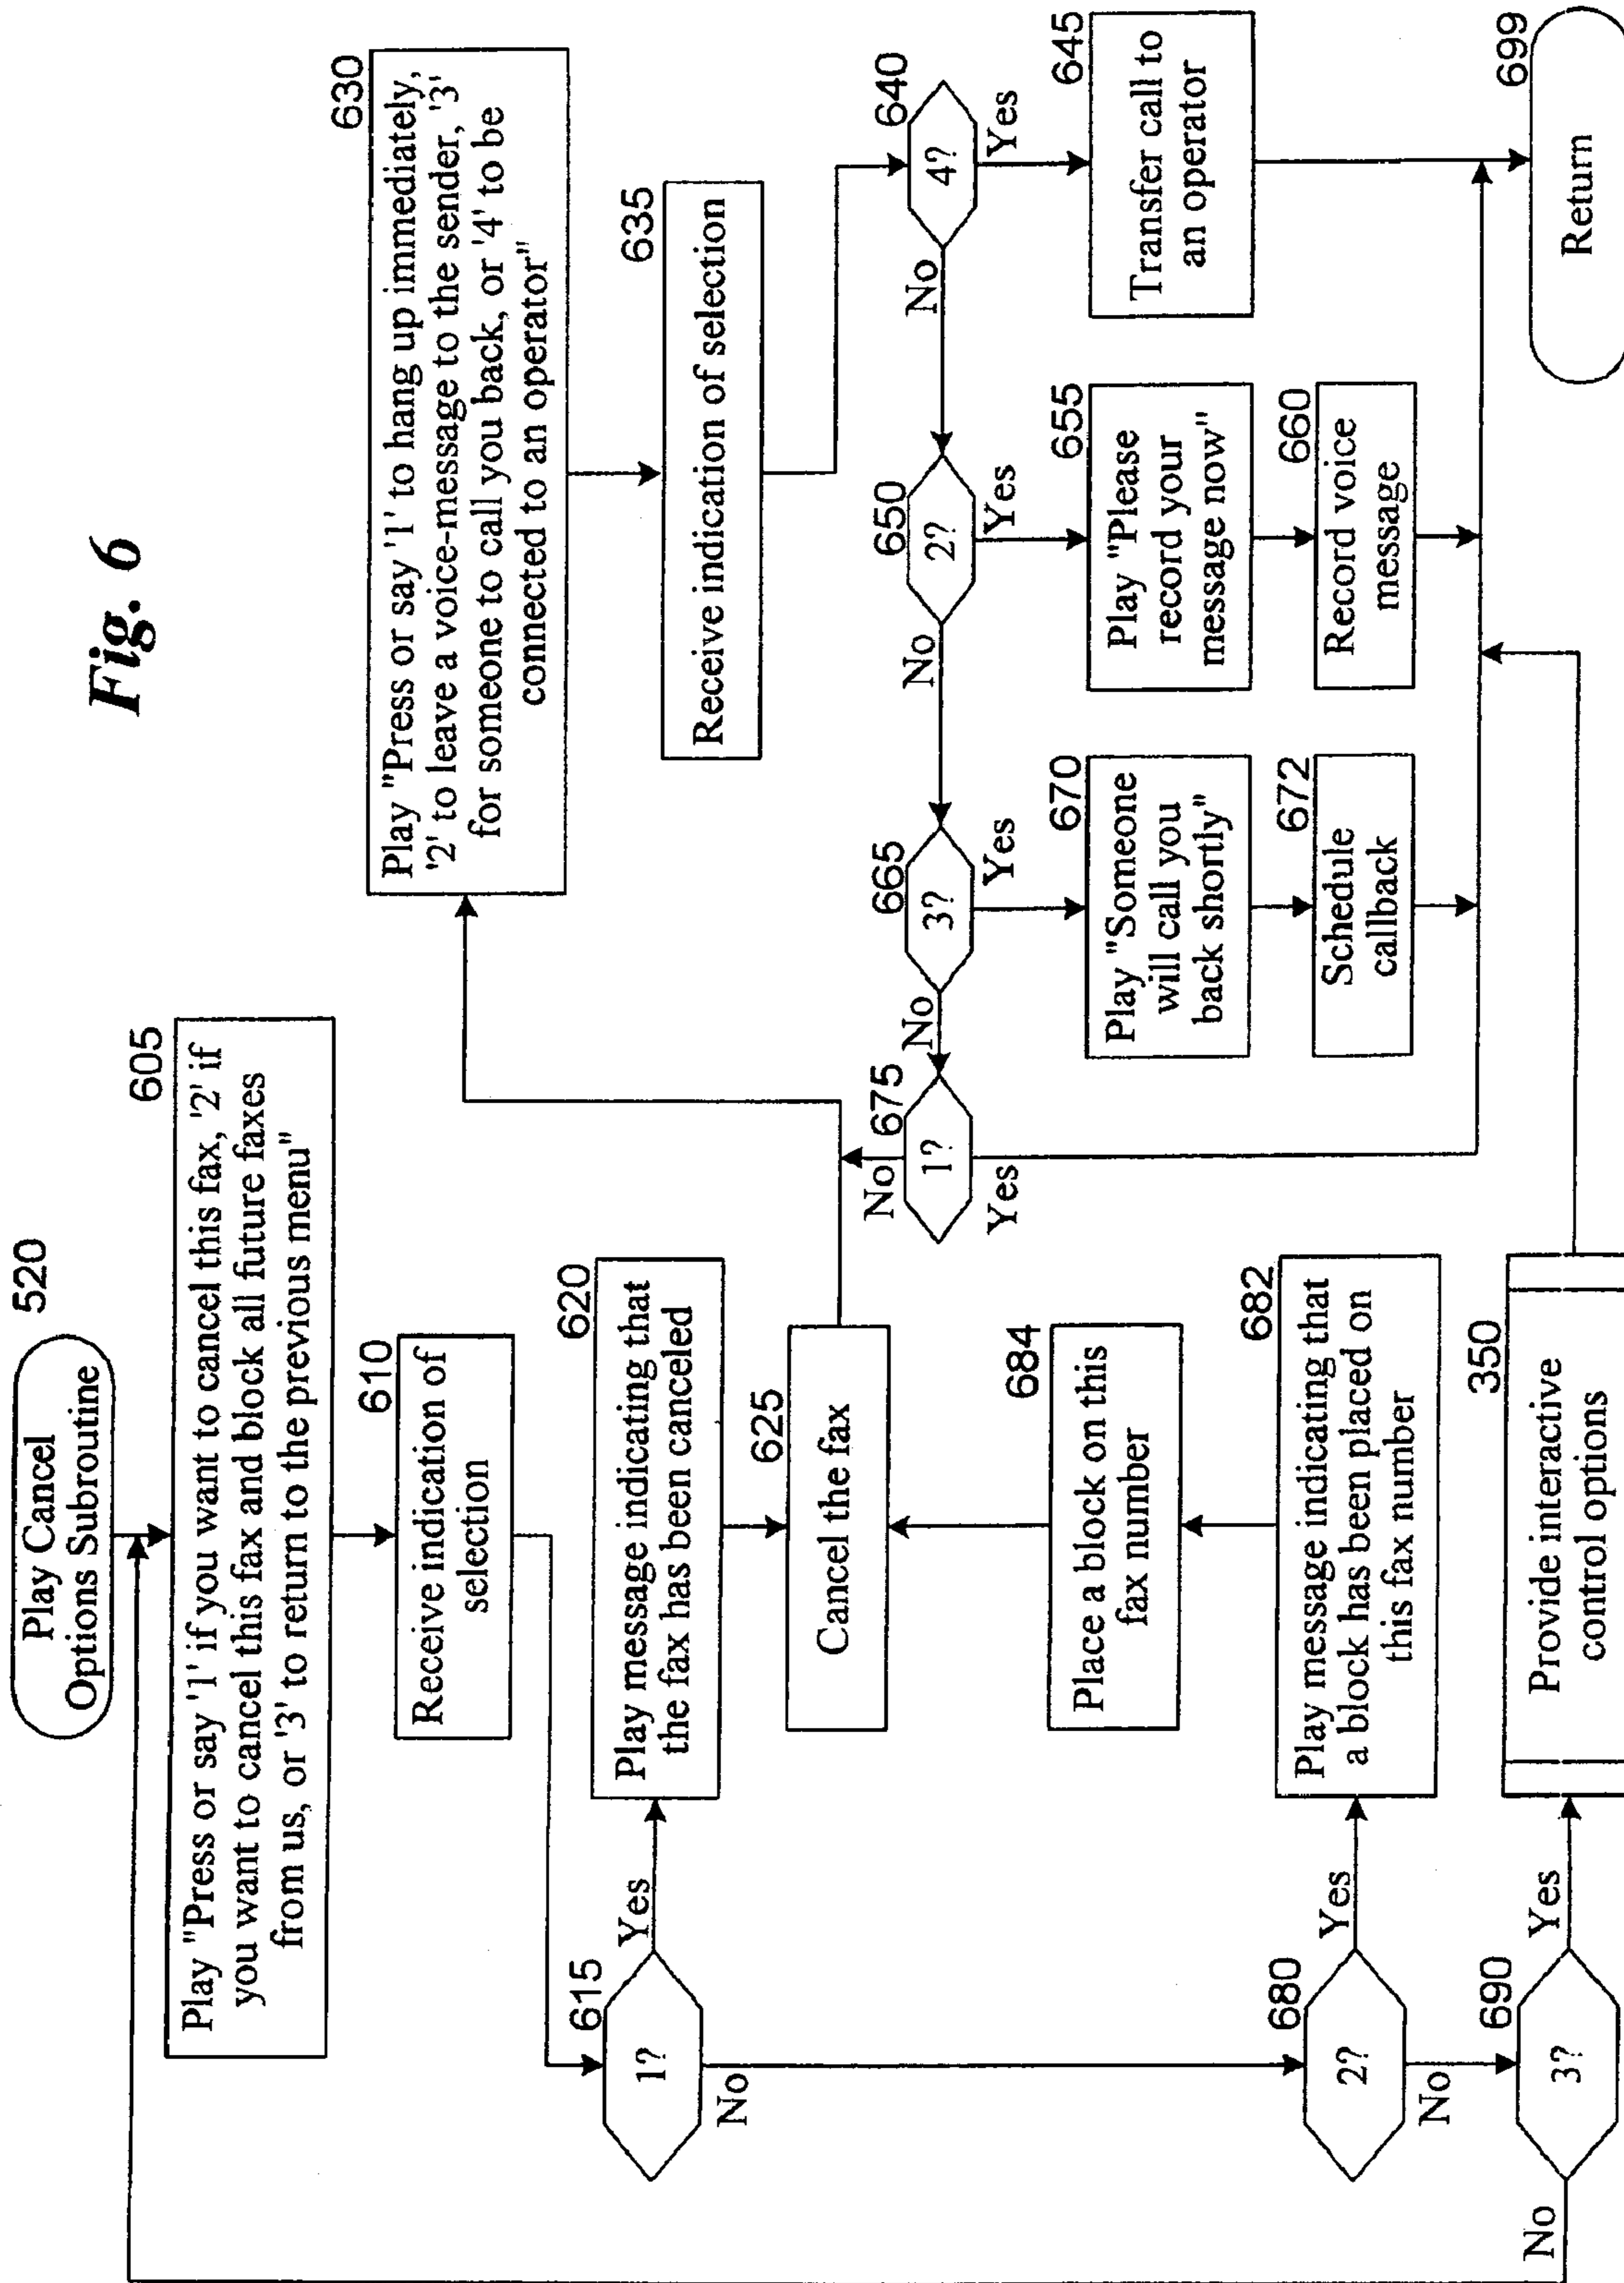 Fig. 6
Play Cancel
Options Subroutine
520
605
Play "Press or say '1' if you want to cancel this fax, '2' if
you want to cancel this fax and block all future faxes
from us, or '3' to return to the previous menu"
610
Receive indication of
selection
615
1?
Yes
No
620
Play message indicating that
the fax has been canceled
625
Cancel the fax
684
Place a block on this
fax number
680
2?
Yes
No
682
Play message indicating that
a block has been placed on
this fax number
690
3?
Yes
No
350
Provide interactive
control options
630
Play "Press or say '1' to hang up immediately,
'2' to leave a voice-message to the sender, '3'
for someone to call you back, or '4' to be
connected to an operator"
635
Receive indication of selection
640
4?
Yes
No
645
Transfer call to
an operator
650
2?
Yes
No
655
Play "Please
record your
message now"
660
Record voice
message
665
3?
Yes
No
670
Play "Someone
will call you
back shortly"
672
Schedule
callback
675
1?
No
Yes
699
Return